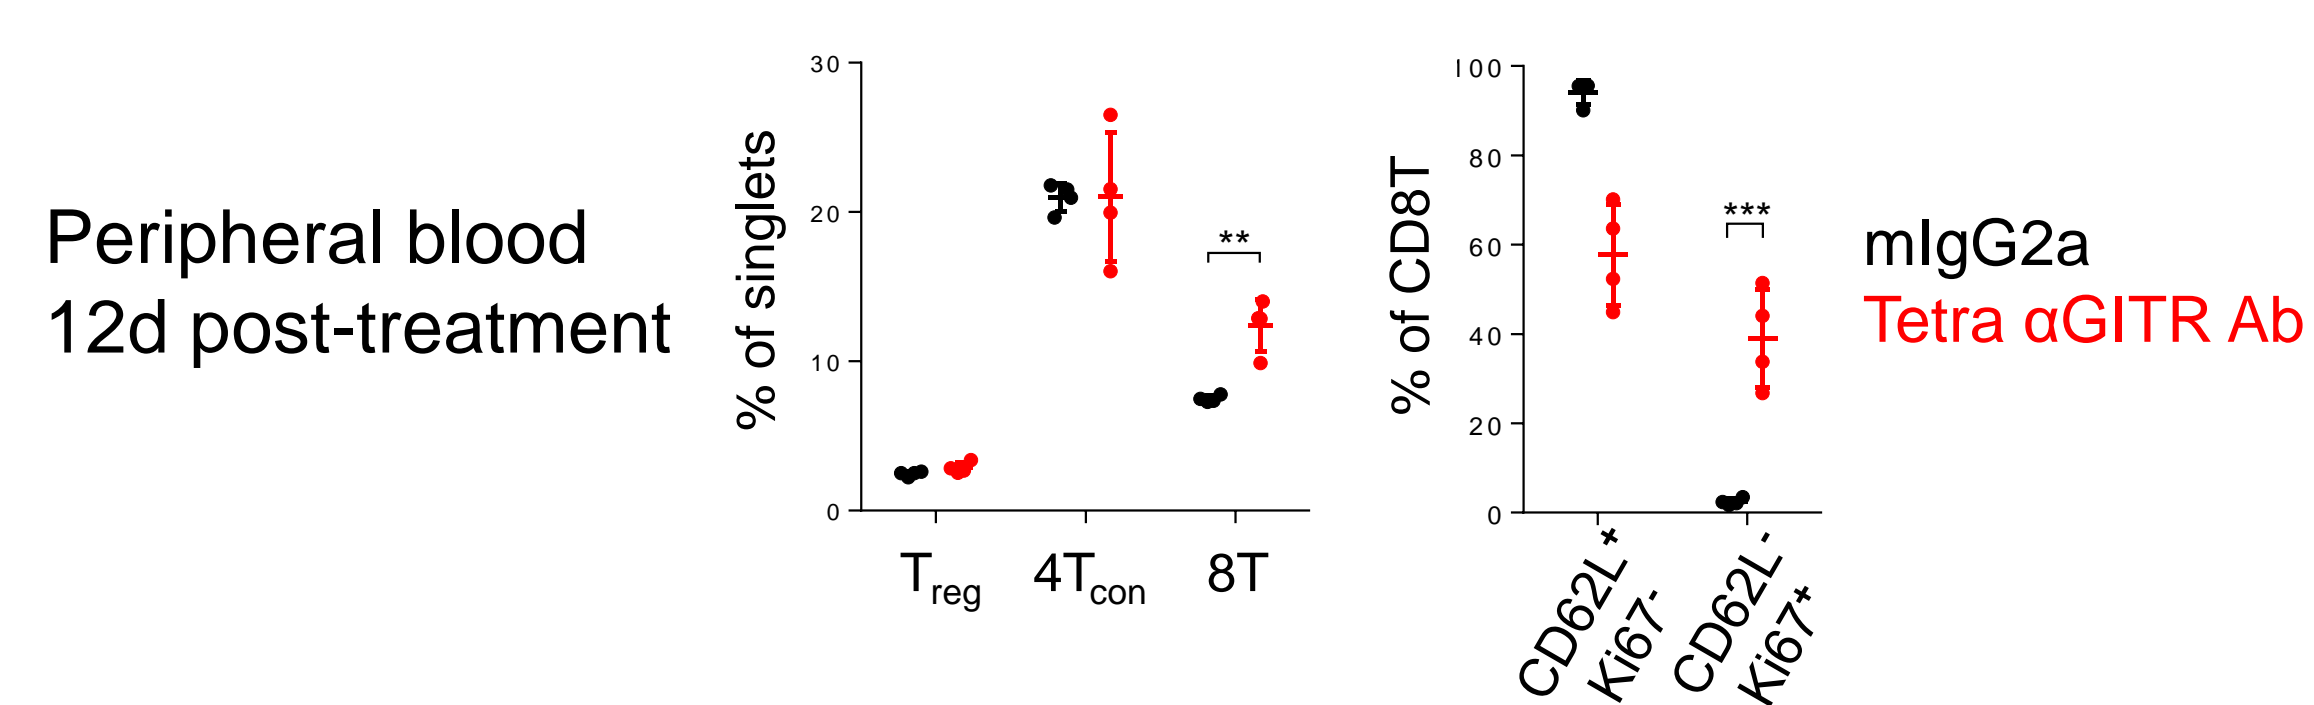 Peripheral blood
12d post-treatment
% of singlets
30
20
10
0
**
Treg
4Tcon
8T
% of CD8T
100
80
60
40
20
0
***
CD62L+
Ki67-
CD62L-
Ki67+
mIgG2a
Tetra αGITR Ab